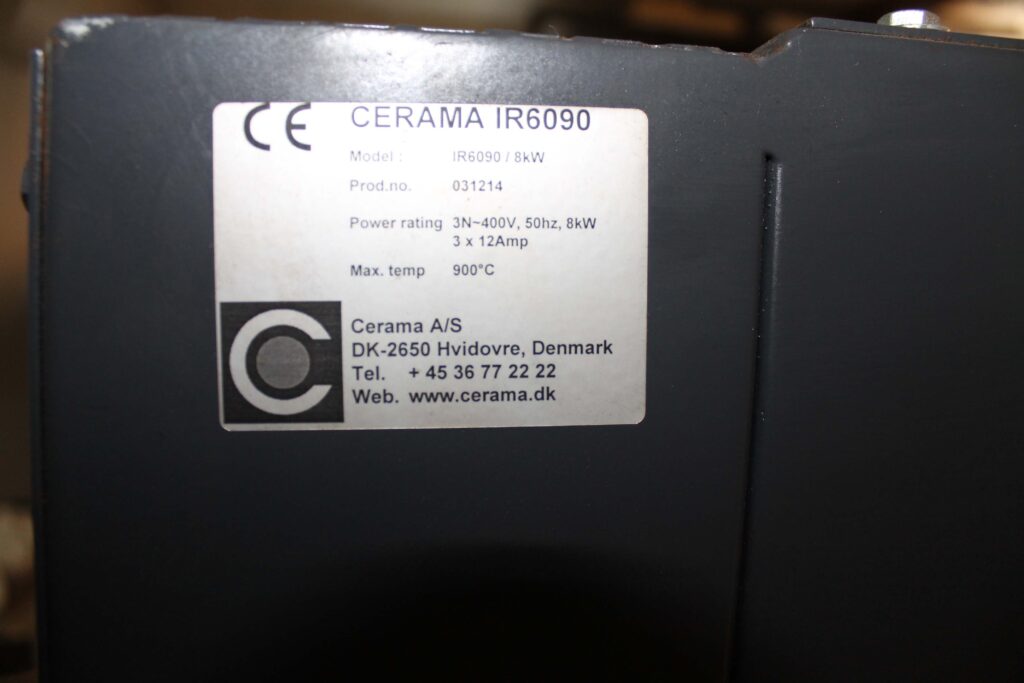 CE CERAMA IR6090
Model : IR6090 / 8kW
Prod.no. 031214
Power rating 3N~400V, 50hz, 8kW
3 x 12Amp
Max. temp 900°C
Cerama A/S
DK-2650 Hvidovre, Denmark
Tel. + 45 36 77 22 22
Web. www.cerama.dk